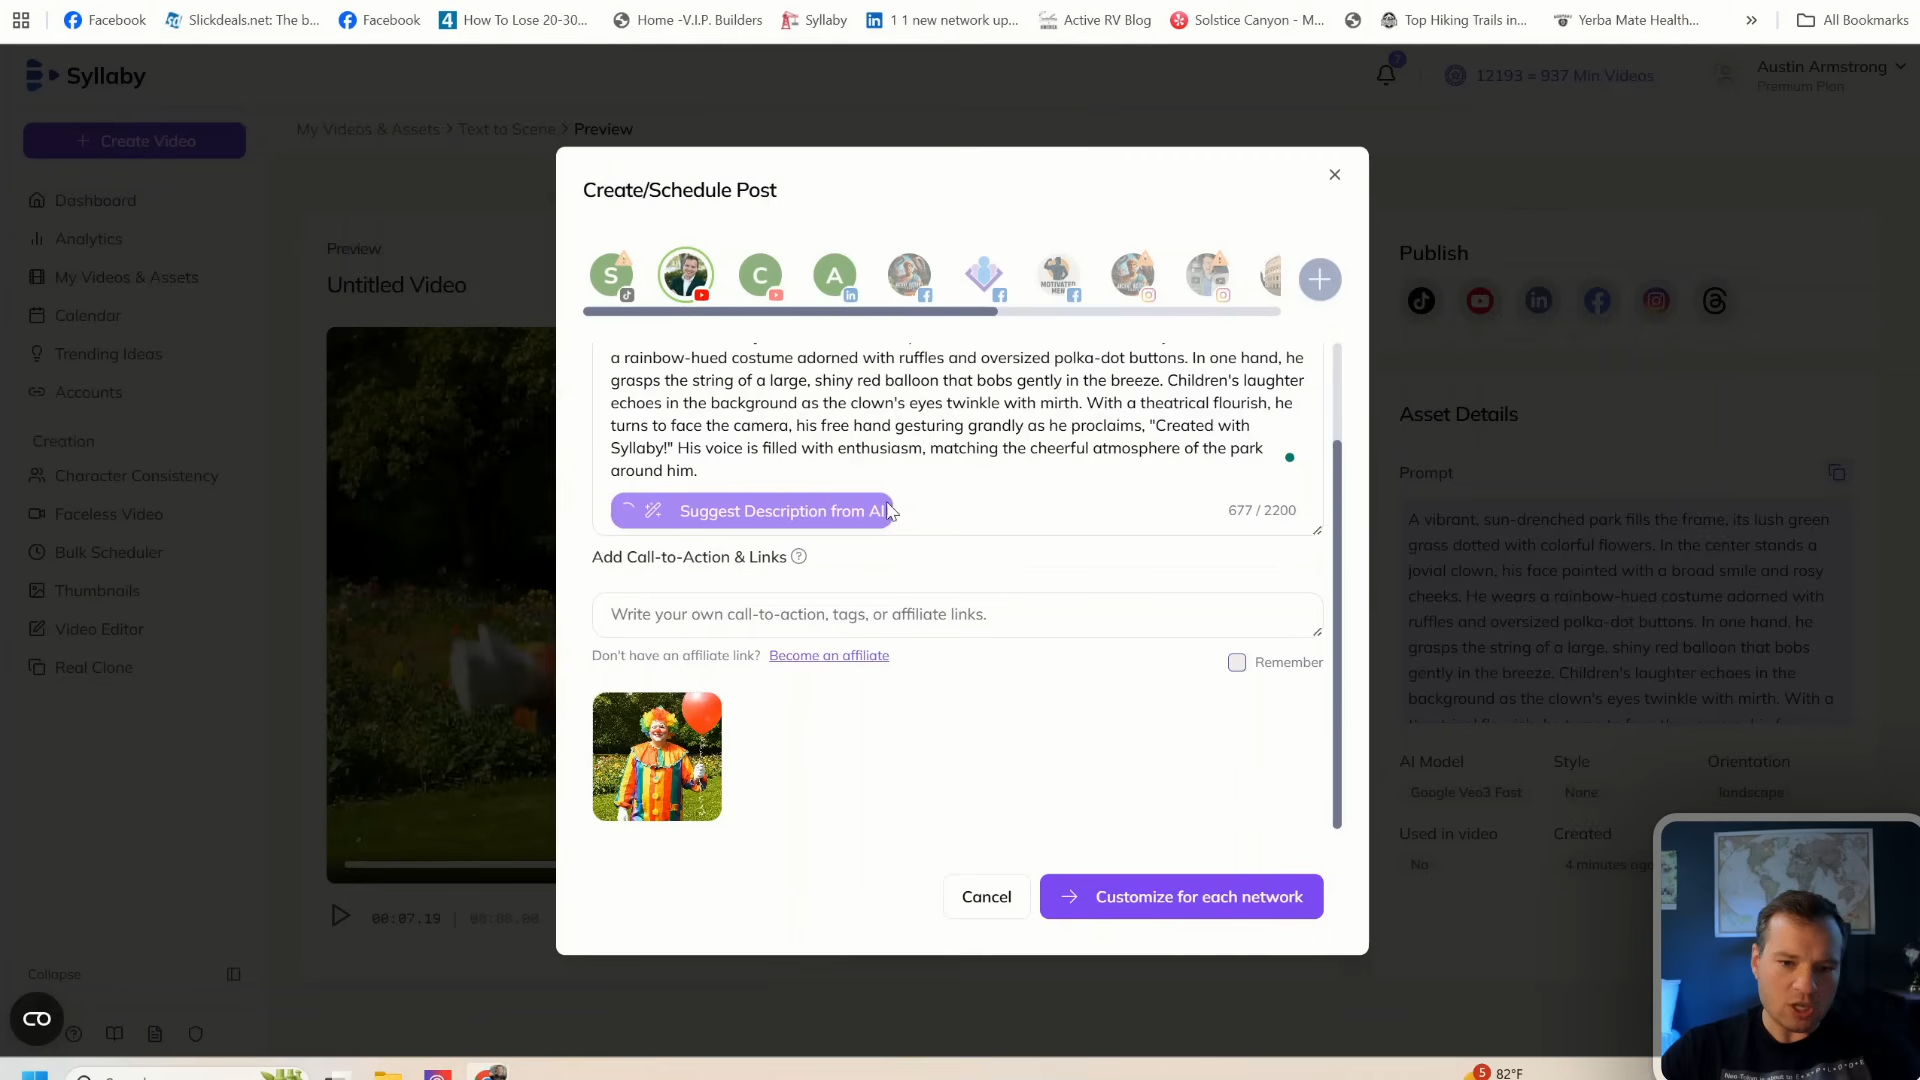 Facebook
Slickdeals.net: The b...
Facebook
How To Lose 20-30...
Home -V.I.P. Builders
Syllaby
1 1 new network up...
Active RV Blog
Solstice Canyon - M...
Top Hiking Trails in...
Yerba Mate Health...
»
All Bookmarks
Syllaby
7
12193 = 937 Min Videos
Austin Armstrong
Premium Plan
+ Create Video
My Videos & Assets > Text to Scene > Preview
Dashboard
Analytics
My Videos & Assets
Calendar
Trending Ideas
Accounts
Creation
Character Consistency
Faceless Video
Bulk Scheduler
Thumbnails
Video Editor
Real Clone
Collapse
Preview
Untitled Video
00:07.19 | 00:08.00
Create/Schedule Post
S
C
A
MOTIVATED
MEN
a rainbow-hued costume adorned with ruffles and oversized polka-dot buttons. In one hand, he
grasps the string of a large, shiny red balloon that bobs gently in the breeze. Children's laughter
echoes in the background as the clown's eyes twinkle with mirth. With a theatrical flourish, he
turns to face the camera, his free hand gesturing grandly as he proclaims, "Created with
Syllaby!" His voice is filled with enthusiasm, matching the cheerful atmosphere of the park
around him.
Suggest Description from AI
677 / 2200
Add Call-to-Action & Links
Write your own call-to-action, tags, or affiliate links.
Don't have an affiliate link? Become an affiliate
Remember
Cancel
Customize for each network
Publish
Asset Details
Prompt
A vibrant, sun-drenched park fills the frame, its lush green
grass dotted with colorful flowers. In the center stands a
jovial clown, his face painted with a broad smile and rosy
cheeks. He wears a rainbow-hued costume adorned with
ruffles and oversized polka-dot buttons. In one hand, he
grasps the string of a large, shiny red balloon that bobs
gently in the breeze. Children's laughter echoes in the
background as the clown's eyes twinkle with mirth. With a
AI Model
Style
Orientation
Google Veo3 Fast
None
landscape
Used in video
Created
No
4 minutes ago
5
82°F